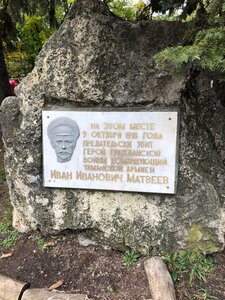 НА ЭТОМ МЕСТЕ
9 ОКТЯБРЯ 1918 ГОДА
ПРЕДАТЕЛЬСКИ УБИТ
ГЕРОЙ ГРАЖДАНСКОЙ
ВОЙНЫ КОМАНДУЮЩИЙ
ТАМАНСКОЙ АРМИЕЙ
ИВАН ИВАНОВИЧ МАТВЕЕВ